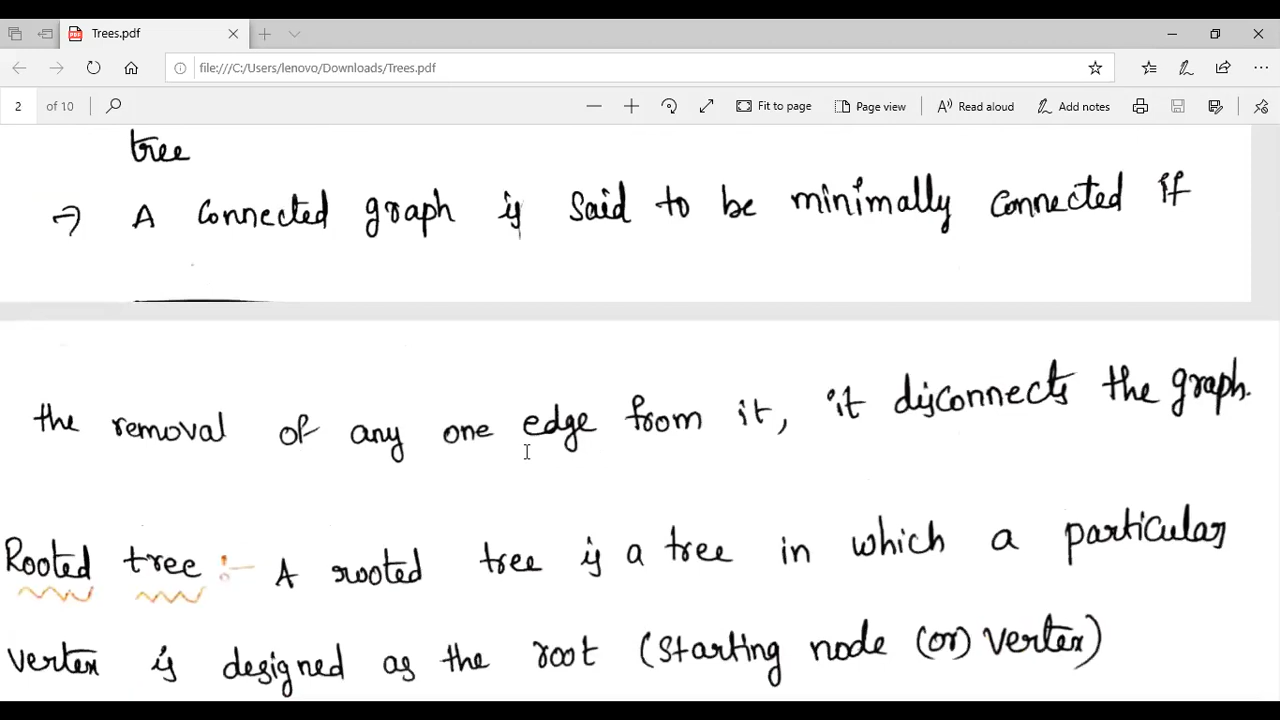 Trees.pdf
file:///C:/Users/lenovo/Downloads/Trees.pdf
2 of 10 Fit to page Page view Read aloud Add notes
tree
→ A connected graph is said to be minimally connected if
the removal of any one edge from it, it disconnects the graph.
Rooted tree :- A rooted tree is a tree in which a particular
vertex is designed as the root (starting node (or) vertex)